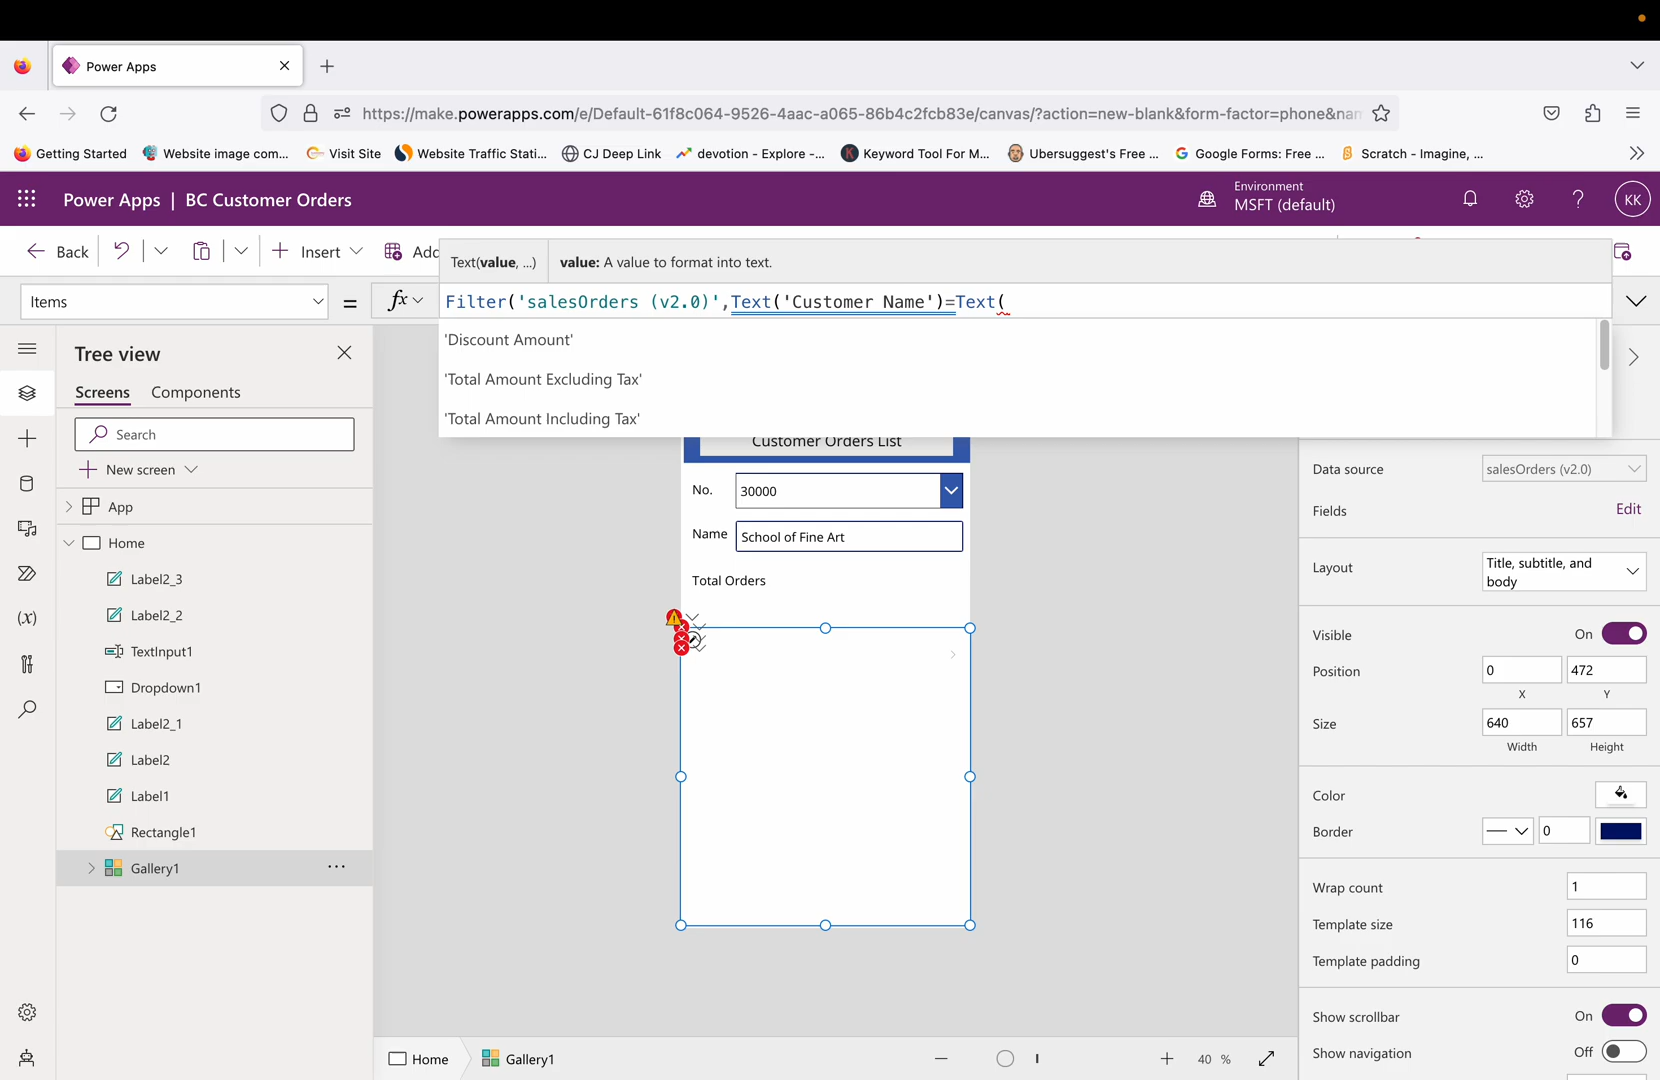 Power Apps
https://make.powerapps.com/e/Default-61f8c064-9526-4aac-a065-86b4c2fcb83e/canvas/?action=new-blank&form-factor=phone&nam
Getting Started
Website image com...
Visit Site
Website Traffic Stati...
CJ Deep Link
devotion - Explore -...
Keyword Tool For M...
Ubersuggest's Free ...
Google Forms: Free ...
Scratch - Imagine, ...
Power Apps | BC Customer Orders
Environment
MSFT (default)
KK
Back
Insert
Add
Text(value, ...)
value: A value to format into text.
Items
=
fx
Filter('salesOrders (v2.0)',Text('Customer Name')=Text(
'Discount Amount'
'Total Amount Excluding Tax'
'Total Amount Including Tax'
Tree view
Screens
Components
Search
New screen
App
Home
Label2_3
Label2_2
TextInput1
Dropdown1
Label2_1
Label2
Label1
Rectangle1
Gallery1
Customer Orders List
No.
30000
Name
School of Fine Art
Total Orders
Data source
salesOrders (v2.0)
Fields
Edit
Layout
Title, subtitle, and
body
Visible
On
Position
0
472
X
Y
Size
640
657
Width
Height
Color
Border
0
Wrap count
1
Template size
116
Template padding
0
Show scrollbar
On
Show navigation
Off
Home
Gallery1
40 %